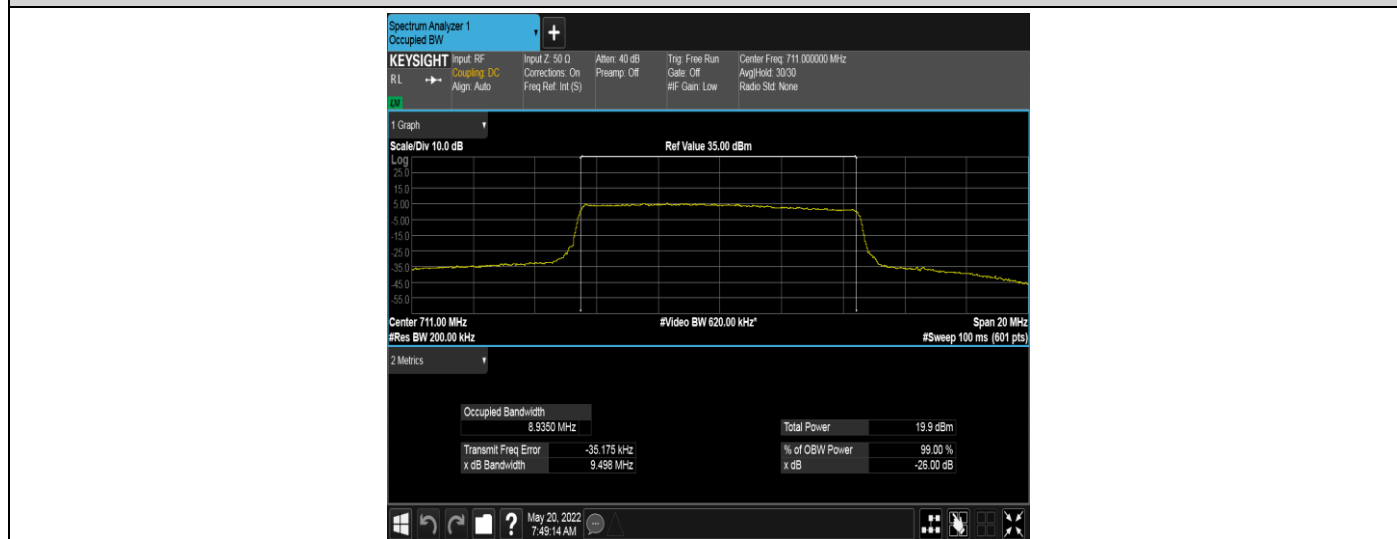 Spectrum Analyzer 1
Occupied BW
+
KEYSIGHT Input: RF Input Z: 50 Ω Atten: 40 dB Trig: Free Run Center Freq: 711.000000 MHz
RL Coupling: DC Corrections: On Preamp: Off Gate: Off Avg|Hold: 30/30
Align: Auto Freq Ref: Int (S) #IF Gain: Low Radio Std: None
1 Graph
Scale/Div 10.0 dB Ref Value 35.00 dBm
Log
25.0
15.0
5.00
-5.00
-15.0
-25.0
-35.0
-45.0
-55.0
Center 711.00 MHz #Video BW 620.00 kHz* Span 20 MHz
#Res BW 200.00 kHz #Sweep 100 ms (601 pts)
2 Metrics
Occupied Bandwidth
8.9350 MHz Total Power 19.9 dBm
Transmit Freq Error -35.175 kHz % of OBW Power 99.00 %
x dB Bandwidth 9.498 MHz x dB -26.00 dB
? May 20, 2022
7:49:14 AM